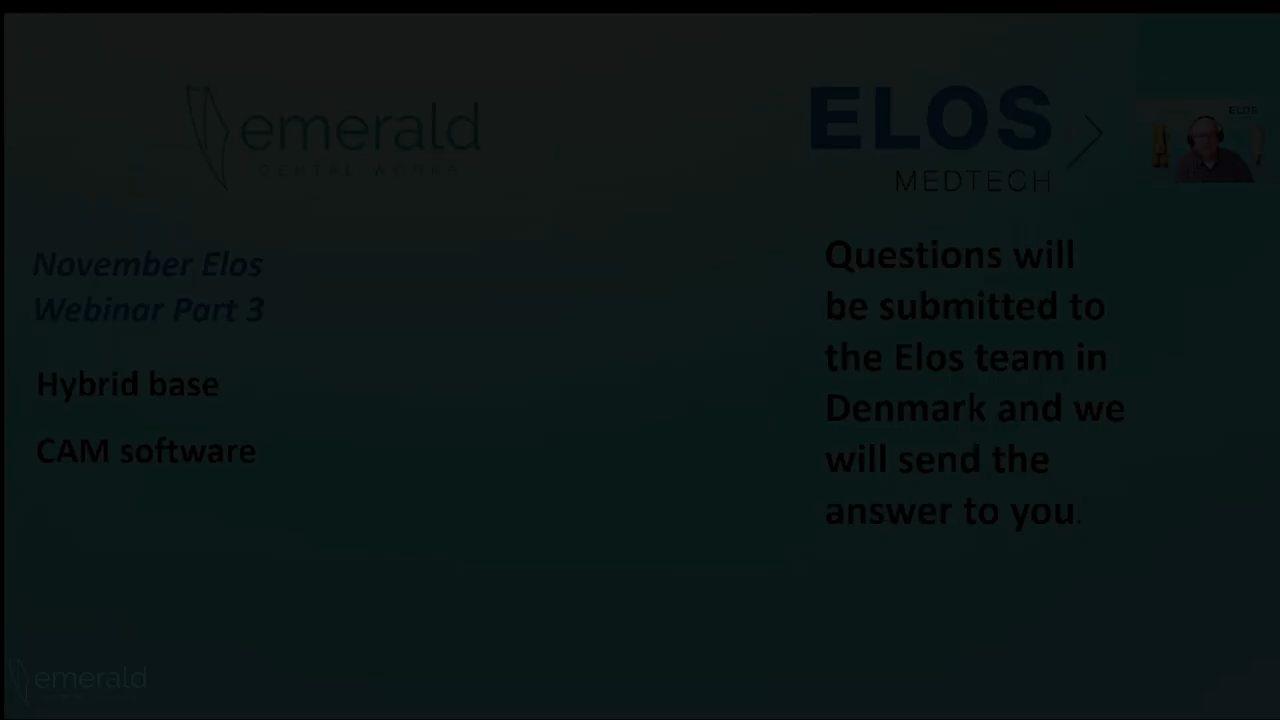 emerald
DENTAL WORKS
ELOS
MEDTECH
ELOS
November Elos
Webinar Part 3
Hybrid base
CAM software
Questions will
be submitted to
the Elos team in
Denmark and we
will send the
answer to you.
emerald